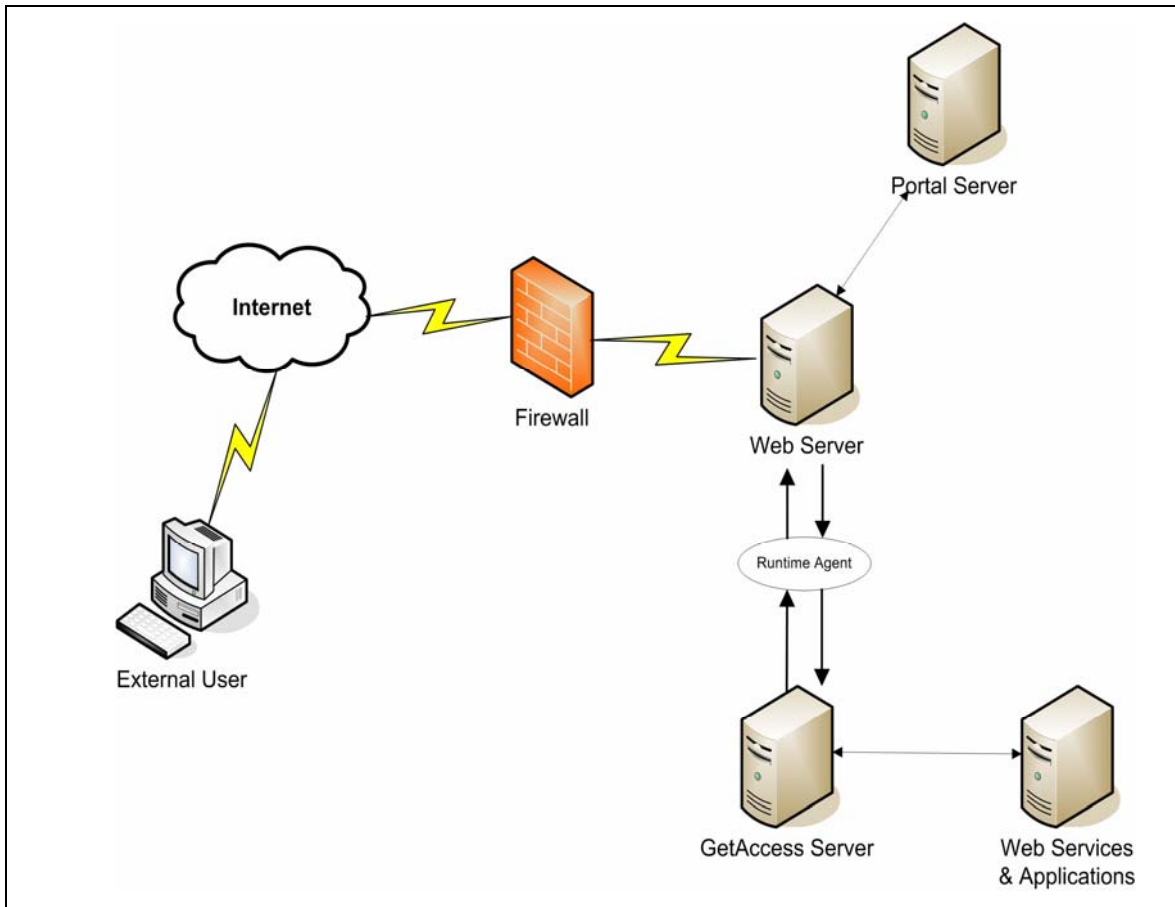 Portal Server
Internet
Firewall
Web Server
Runtime Agent
External User
GetAccess Server
Web Services
& Applications